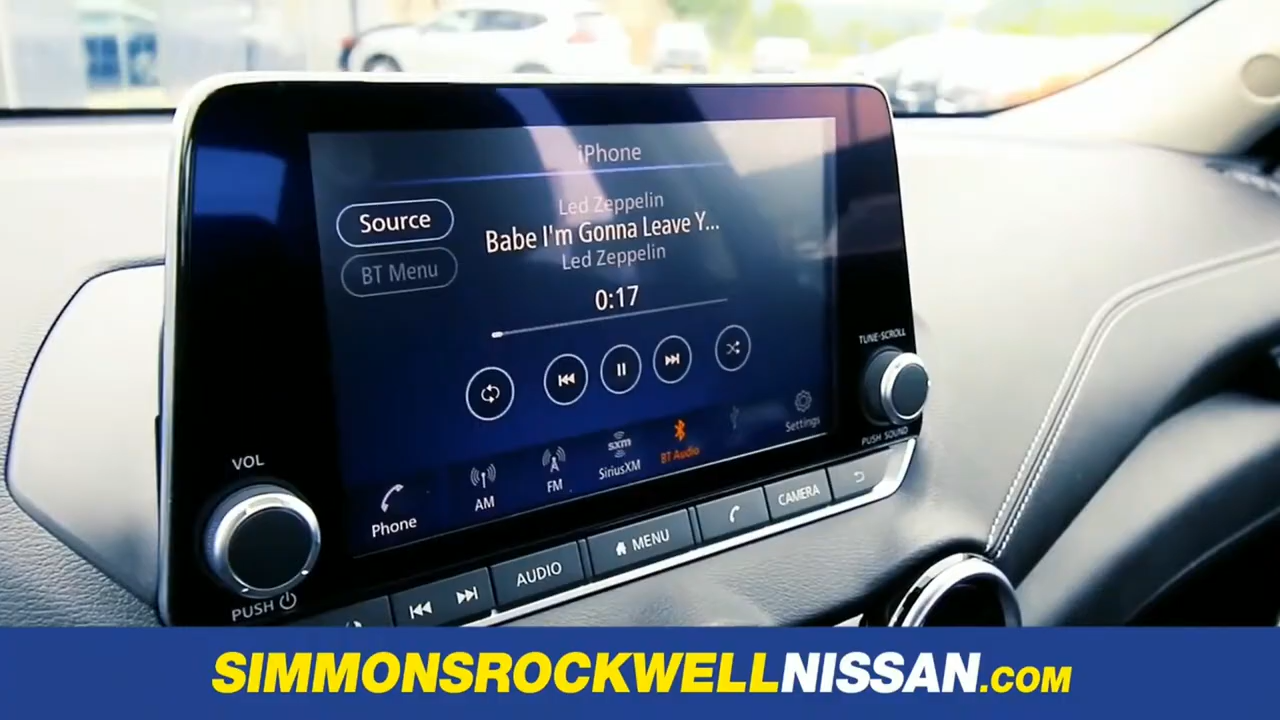 iPhone
Source
BT Menu
Led Zeppelin
Babe I'm Gonna Leave Y...
Led Zeppelin
0:17
TUNE·SCROLL
PUSH SOUND
VOL
PUSH
Phone
AM
FM
sxm
SiriusXM
BT Audio
Settings
AUDIO
MENU
CAMERA
SIMMONSROCKWELLNISSAN.COM